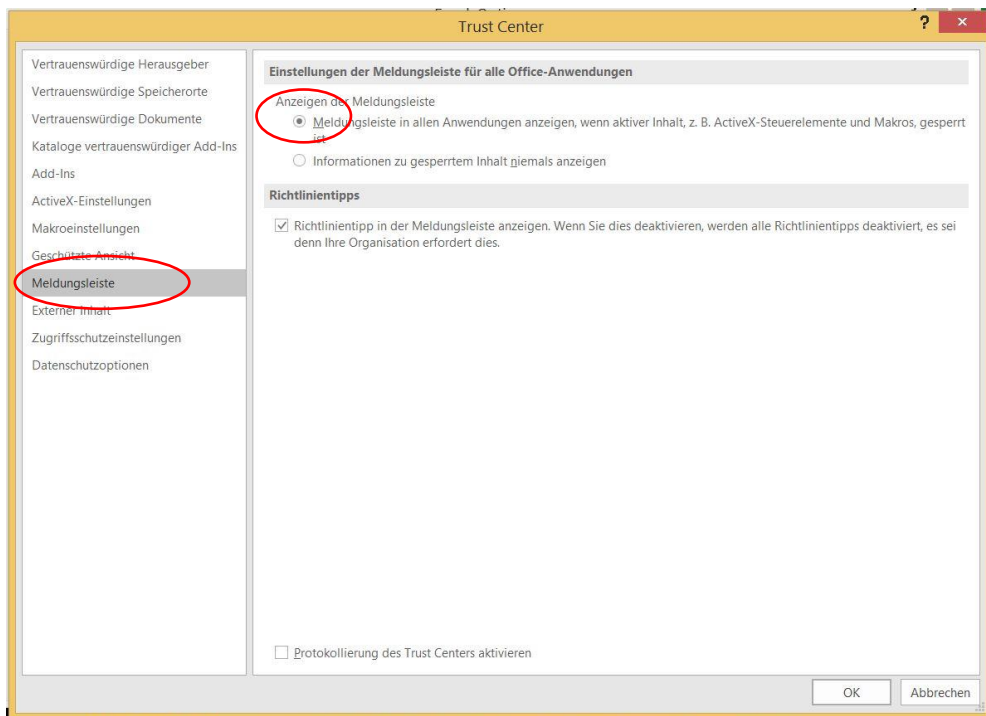 Trust Center
?
Vertrauenswürdige Herausgeber
Vertrauenswürdige Speicherorte
Vertrauenswürdige Dokumente
Kataloge vertrauenswürdiger Add-Ins
Add-Ins
ActiveX-Einstellungen
Makroeinstellungen
Geschützte Ansicht
Meldungsleiste
Externer Inhalt
Zugriffsschutzeinstellungen
Datenschutzoptionen
Einstellungen der Meldungsleiste für alle Office-Anwendungen
Anzeigen der Meldungsleiste
Meldungsleiste in allen Anwendungen anzeigen, wenn aktiver Inhalt, z. B. ActiveX-Steuerelemente und Makros, gesperrt
ist
Informationen zu gesperrtem Inhalt niemals anzeigen
Richtlinientipps
Richtlinientipp in der Meldungsleiste anzeigen. Wenn Sie dies deaktivieren, werden alle Richtlinientipps deaktiviert, es sei
denn Ihre Organisation erfordert dies.
Protokollierung des Trust Centers aktivieren
OK
Abbrechen